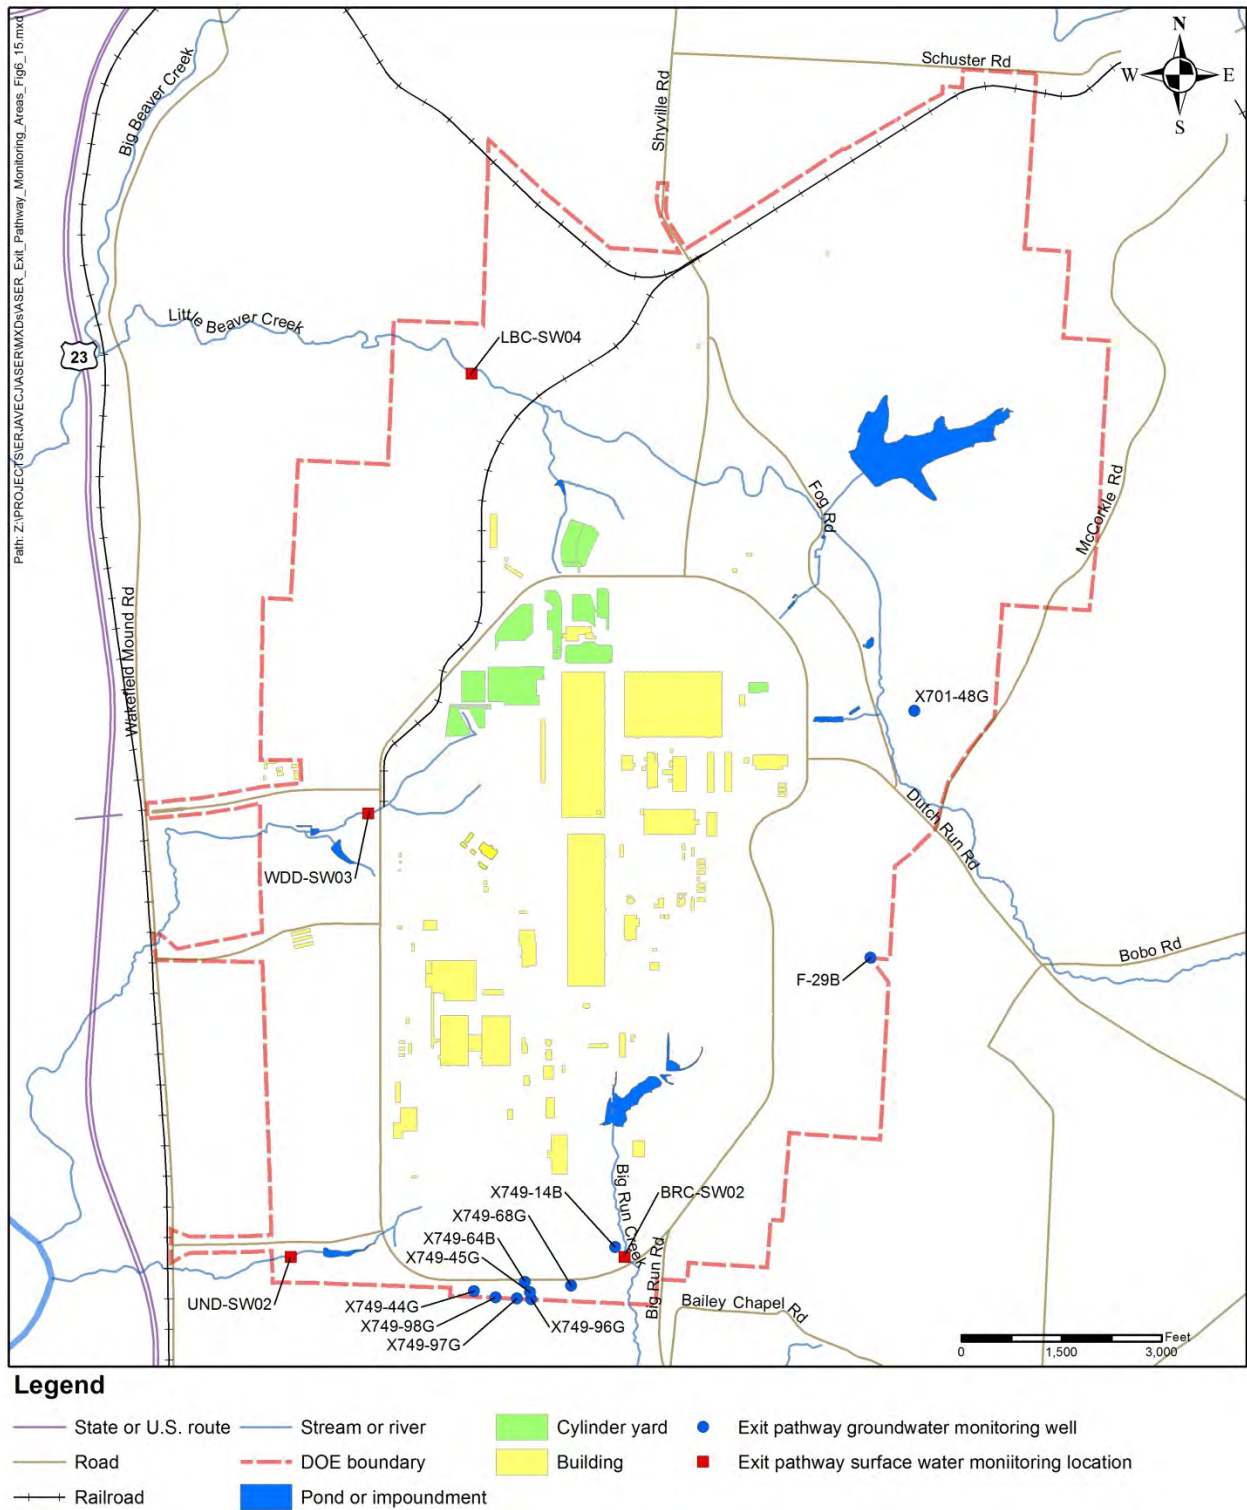 Path: Z:\PROJECTS\ERJAVECJ\ASER\MXDs\ASER_Exit_Pathway_Monitoring_Areas_Fig6_15.mxd
N
W
E
S
Schuster Rd
Shyville Rd
Big Beaver Creek
Little Beaver Creek
LBC-SW04
23
Fog Rd
McCorkle Rd
Wakefield Mound Rd
X701-48G
Dutch Run Rd
WDD-SW03
Bobo Rd
F-29B
X749-14B
BRC-SW02
X749-68G
Big Run Creek
X749-64B
X749-45G
Big Run Rd
UND-SW02
X749-44G
X749-98G
X749-96G
X749-97G
Bailey Chapel Rd
Feet
0 1,500 3,000
Legend
State or U.S. route
Stream or river
Cylinder yard
Exit pathway groundwater monitoring well
Road
DOE boundary
Building
Exit pathway surface water moniitoring location
Railroad
Pond or impoundment